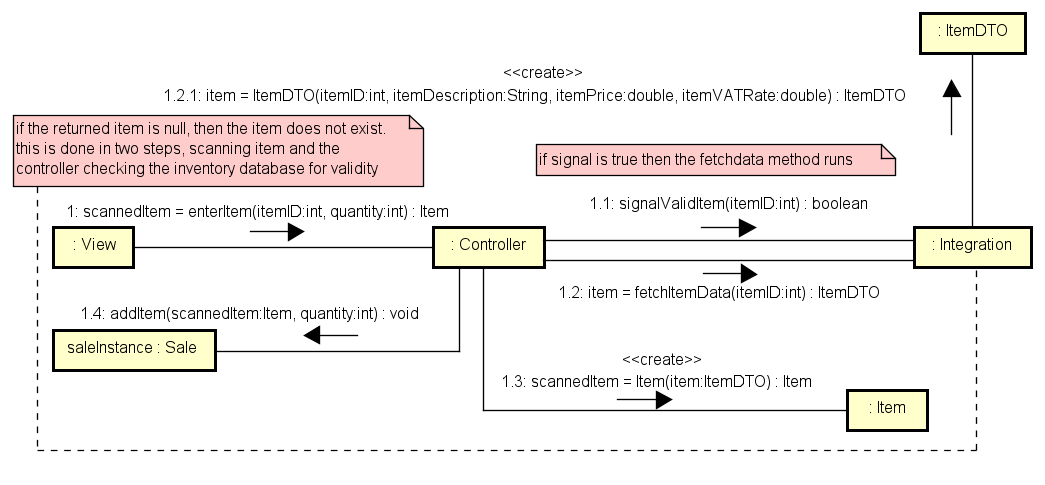 : ItemDTO
<<create>>
1.2.1: item = ItemDTO(itemID:int, itemDescription:String, itemPrice:double, itemVATRate:double) : ItemDTO
if the returned item is null, then the item does not exist.
this is done in two steps, scanning item and the
controller checking the inventory database for validity
if signal is true then the fetchdata method runs
1: scannedItem = enterItem(itemID:int, quantity:int) : Item
1.1: signalValidItem(itemID:int) : boolean
: View
: Controller
: Integration
1.2: item = fetchItemData(itemID:int) : ItemDTO
1.4: addItem(scannedItem:Item, quantity:int) : void
saleInstance : Sale
<<create>>
1.3: scannedItem = Item(item:ItemDTO) : Item
: Item